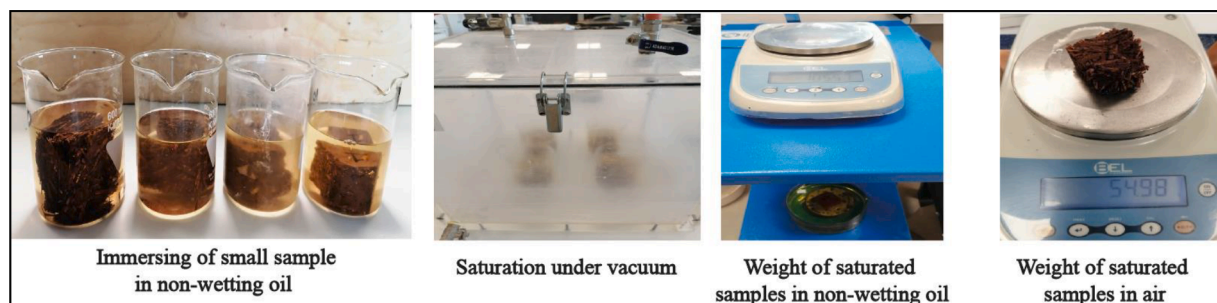 Immersing of small sample
in non-wetting oil
Saturation under vacuum
Weight of saturated
samples in non-wetting oil
BEL
54.98
Weight of saturated
samples in air